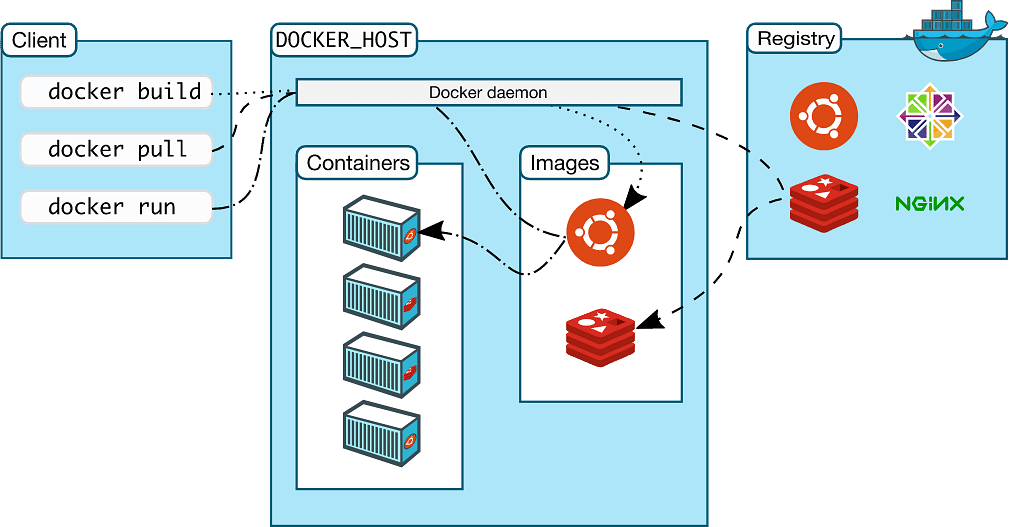 Client
docker build
docker pull
docker run
DOCKER_HOST
Docker daemon
Containers
Images
Registry
NGiNX